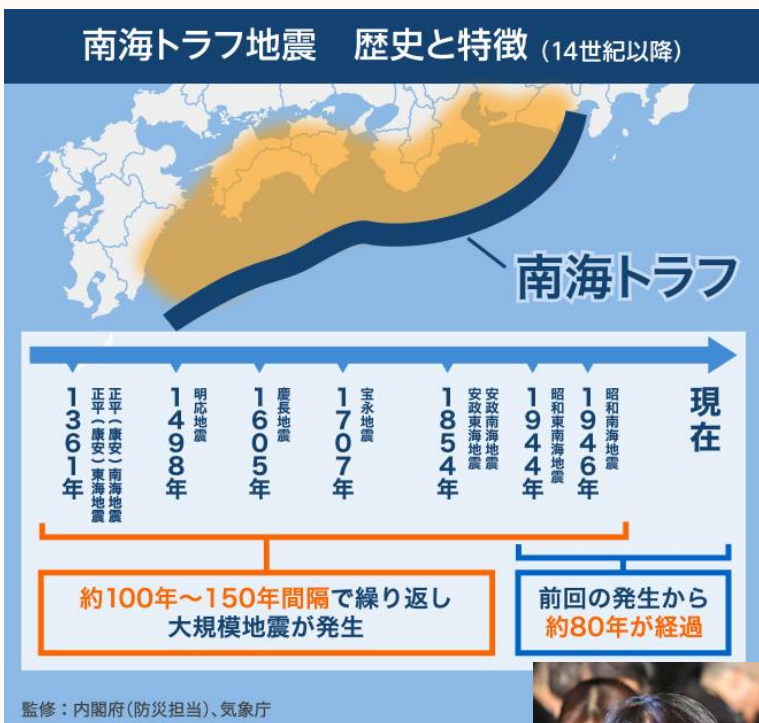 南海トラフ地震 歴史と特徴（14世紀以降）
南海トラフ
1361年
正平（康安）東海地震
正平（康安）南海地震
1498年
明応地震
1605年
慶長地震
1707年
宝永地震
1854年
安政東海地震
安政南海地震
1944年
昭和東南海地震
1946年
昭和南海地震
現在
約100年～150年間隔で繰り返し
大規模地震が発生
前回の発生から
約80年が経過
監修：内閣府（防災担当）、気象庁